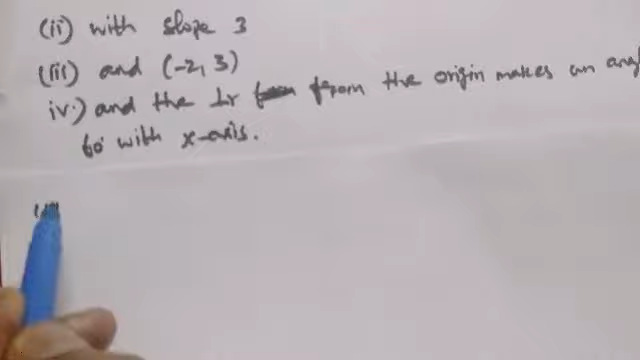 (ii) with slope 3
(iii) and (-2, 3)
iv.) and the ⊥r from the origin makes an angl
60° with x-axis.